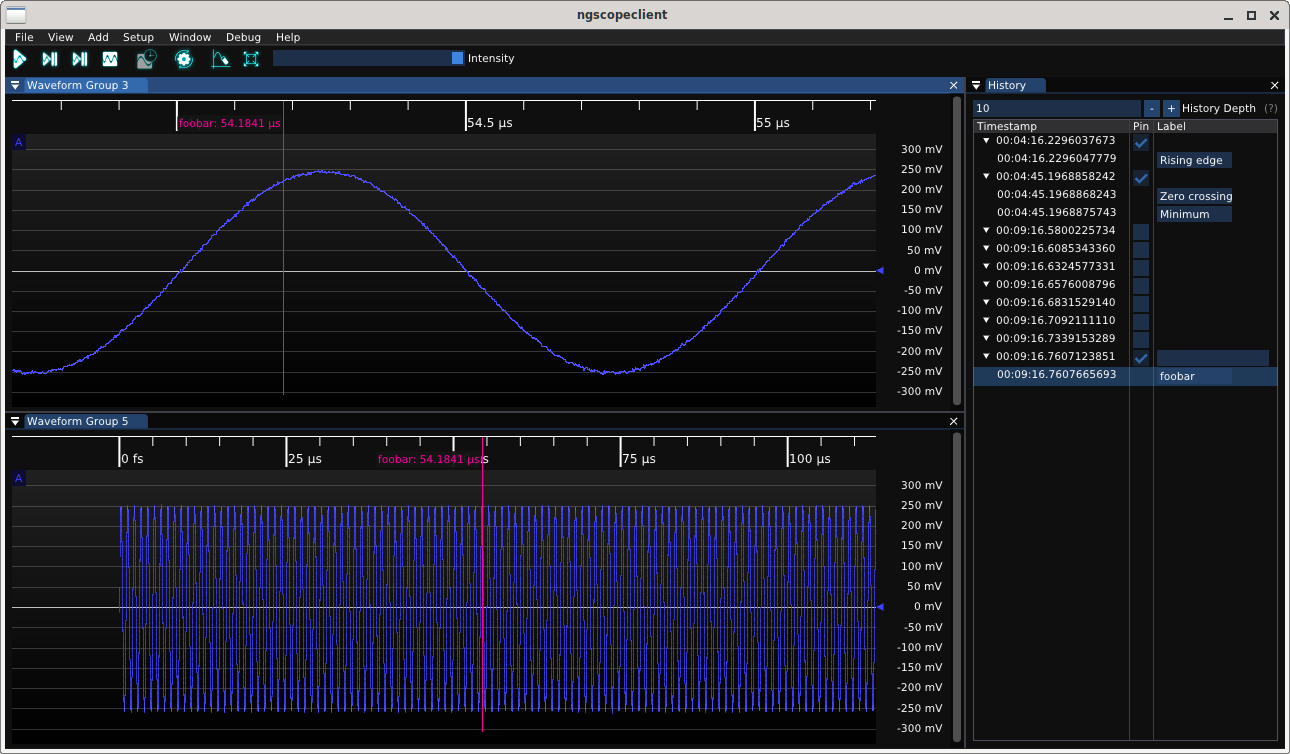 ngscopeclient
File View Add Setup Window Debug Help
Intensity
Waveform Group 3
foobar: 54.1841 µs
54.5 µs
55 µs
A
300 mV
250 mV
200 mV
150 mV
100 mV
50 mV
0 mV
-50 mV
-100 mV
-150 mV
-200 mV
-250 mV
-300 mV
Waveform Group 5
0 fs
25 µs
foobar: 54.1841 µs
s
75 µs
100 µs
A
300 mV
250 mV
200 mV
150 mV
100 mV
50 mV
0 mV
-50 mV
-100 mV
-150 mV
-200 mV
-250 mV
-300 mV
History
10 - + History Depth (?)
Timestamp Pin Label
00:04:16.2296037673
00:04:16.2296047779 Rising edge
00:04:45.1968858242
00:04:45.1968868243 Zero crossing
00:04:45.1968875743 Minimum
00:09:16.5800225734
00:09:16.6085343360
00:09:16.6324577331
00:09:16.6576008796
00:09:16.6831529140
00:09:16.7092111110
00:09:16.7339153289
00:09:16.7607123851
00:09:16.7607665693 foobar